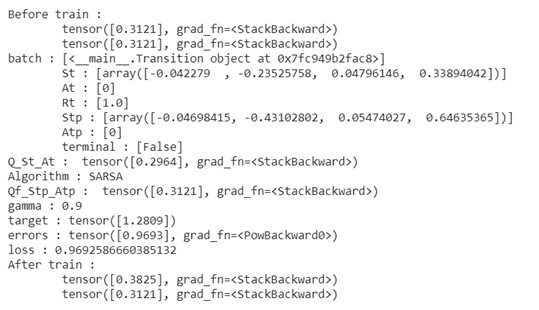 Before train :
tensor([0.3121], grad_fn=<StackBackward>)
tensor([0.3121], grad_fn=<StackBackward>)
batch : [<__main__.Transition object at 0x7fc949b2fac8>]
St : [array([-0.042279  , -0.23525758,  0.04796146,  0.33894042])]
At : [0]
Rt : [1.0]
Stp : [array([-0.04698415, -0.43102802,  0.05474027,  0.64635365])]
Atp : [0]
terminal : [False]
Q_St_At :  tensor([0.2964], grad_fn=<StackBackward>)
Algorithm : SARSA
Qf_Stp_Atp :  tensor([0.3121], grad_fn=<StackBackward>)
gamma : 0.9
target : tensor([1.2809])
errors : tensor([0.9693], grad_fn=<PowBackward0>)
loss : 0.9692586660385132
After train :
tensor([0.3825], grad_fn=<StackBackward>)
tensor([0.3121], grad_fn=<StackBackward>)